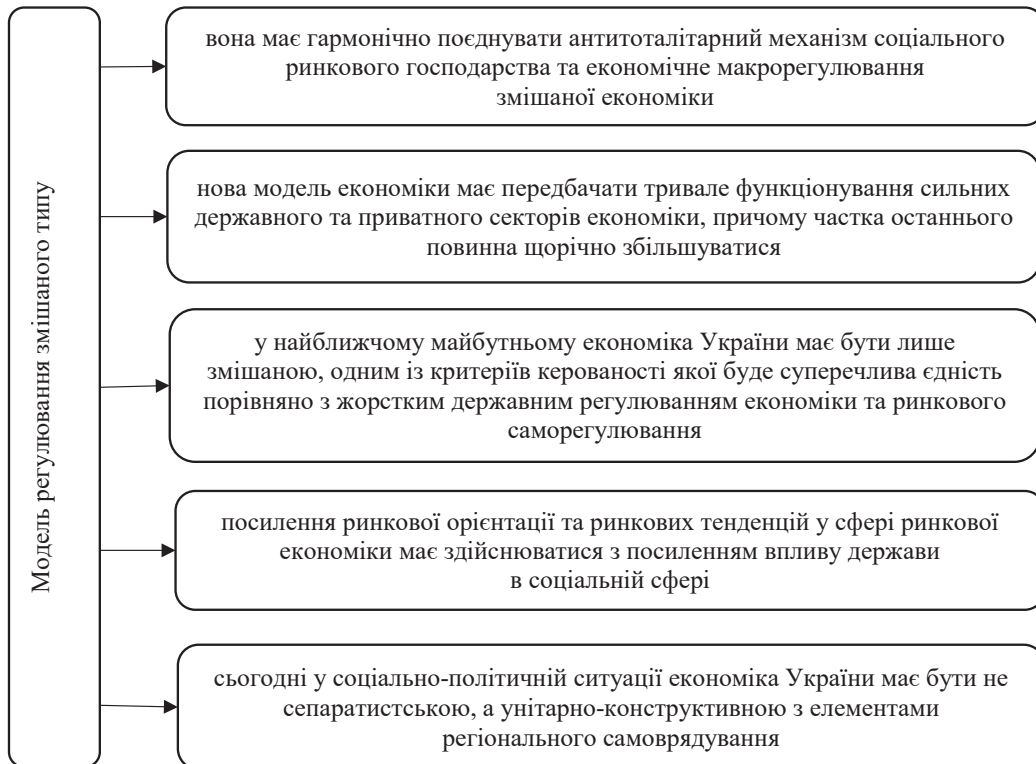 Модель регулювання змішаного типу
вона має гармонічно поєднувати антитоталітарний механізм соціального
ринкового господарства та економічне макрорегулювання
змішаної економіки
нова модель економіки має передбачати тривале функціонування сильних
державного та приватного секторів економіки, причому частка останнього
повинна щорічно збільшуватися
у найближчому майбутньому економіка України має бути лише
змішаною, одним із критеріїв керованості якої буде суперечлива єдність
порівняно з жорстким державним регулюванням економіки та ринкового
саморегулювання
посилення ринкової орієнтації та ринкових тенденцій у сфері ринкової
економіки має здійснюватися з посиленням впливу держави
в соціальній сфері
сьогодні у соціально-політичній ситуації економіка України має бути не
сепаратистською, а унітарно-конструктивною з елементами
регіонального самоврядування